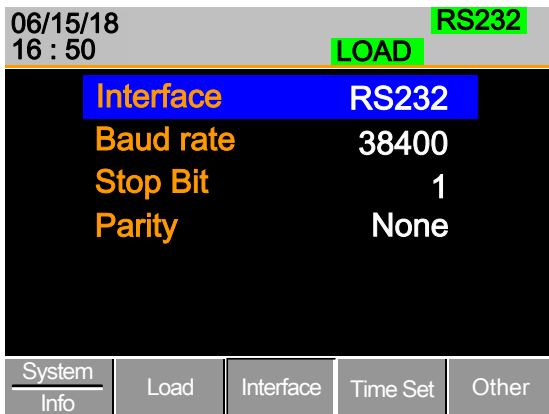 06/15/18 RS232
16 : 50 LOAD
Interface RS232
Baud rate 38400
Stop Bit 1
Parity None
System
Info
Load
Interface
Time Set
Other